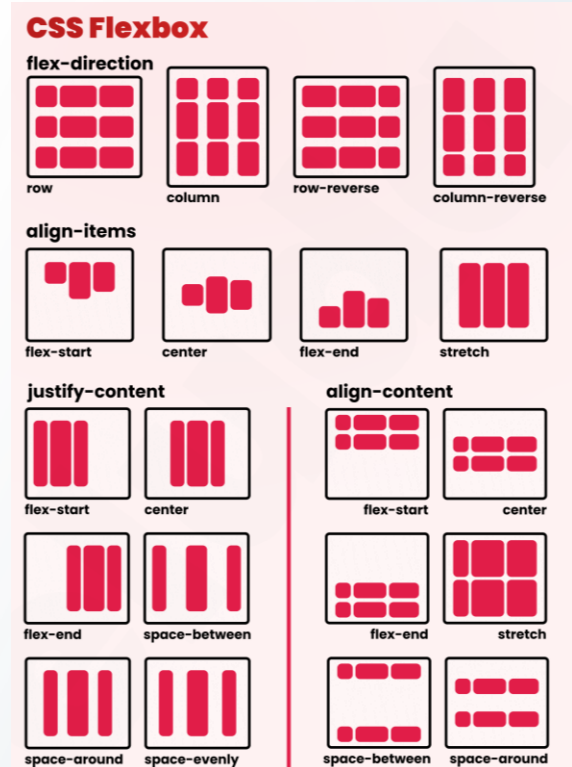 CSS Flexbox
flex-direction
row
column
row-reverse
column-reverse
align-items
flex-start
center
flex-end
stretch
justify-content
flex-start
center
flex-end
space-between
space-around
space-evenly
align-content
flex-start
center
flex-end
stretch
space-between
space-around